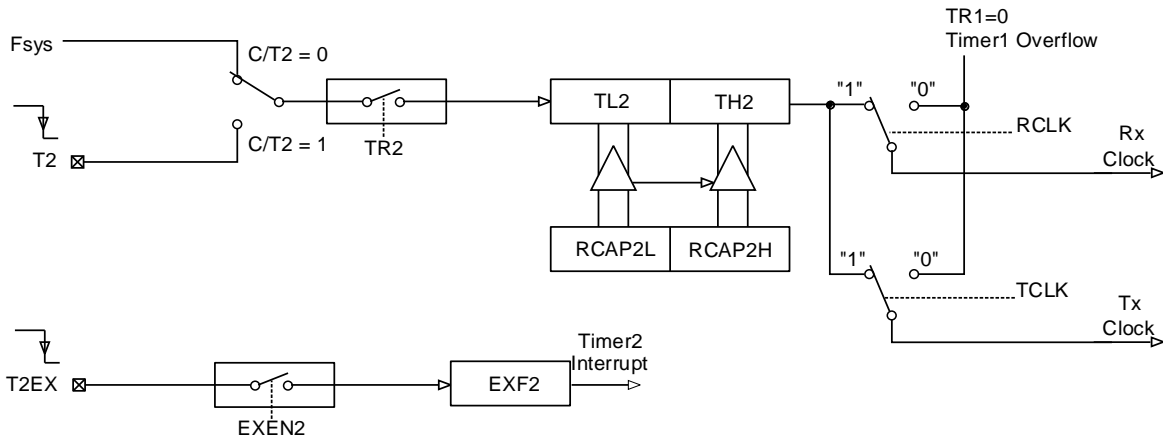 TR1=0
Timer1 Overflow
Fsys
C/T2 = 0
TL2
TH2
"1"
"0"
RCLK
Rx
Clock
T2
C/T2 = 1
TR2
RCAP2L
RCAP2H
"1"
"0"
TCLK
Tx
Clock
Timer2
Interrupt
T2EX
EXF2
EXEN2